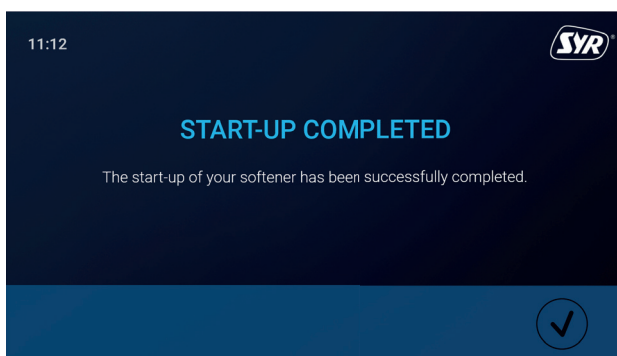 11:12
SYR®
START-UP COMPLETED
The start-up of your softener has been successfully completed.